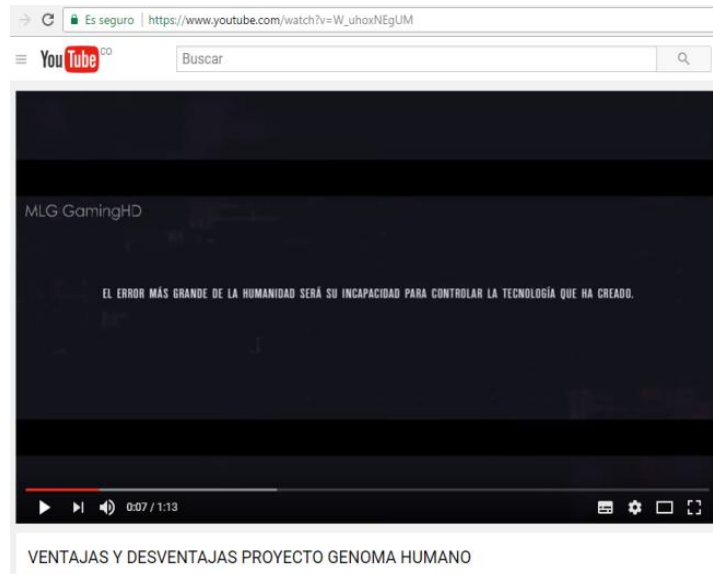 Es seguro | https://www.youtube.com/watch?v=W_uhoxNEgUM
YouTube CO
Buscar
MLG GamingHD
EL ERROR MÁS GRANDE DE LA HUMANIDAD SERÁ SU INCAPACIDAD PARA CONTROLAR LA TECNOLOGÍA QUE HA CREADO.
0:07 / 1:13
VENTAJAS Y DESVENTAJAS PROYECTO GENOMA HUMANO